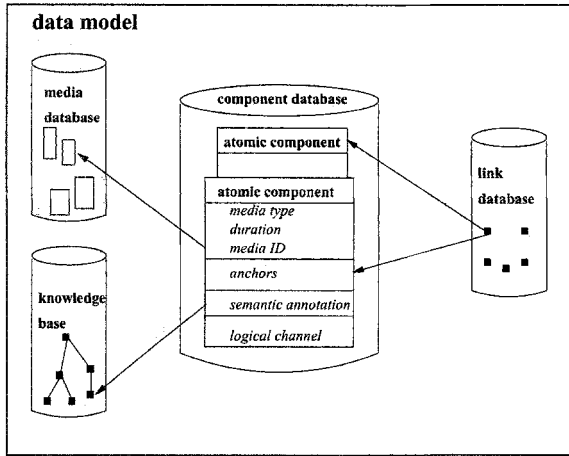 data model
media
database
component database
atomic component
atomic component
media type
duration
media ID
anchors
semantic annotation
logical channel
link
database
knowledge
base